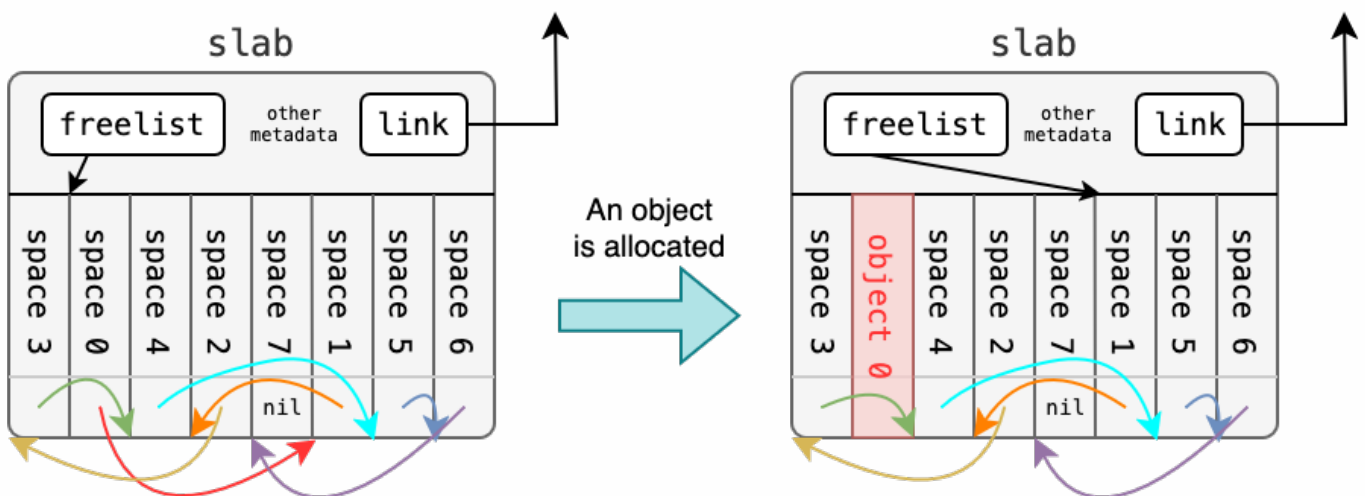 slab
freelist
other
metadata
link
space 3
space 0
space 4
space 2
space 7
space 1
space 5
space 6
nil
An object
is allocated
slab
freelist
other
metadata
link
space 3
object 0
space 4
space 2
space 7
space 1
space 5
space 6
nil